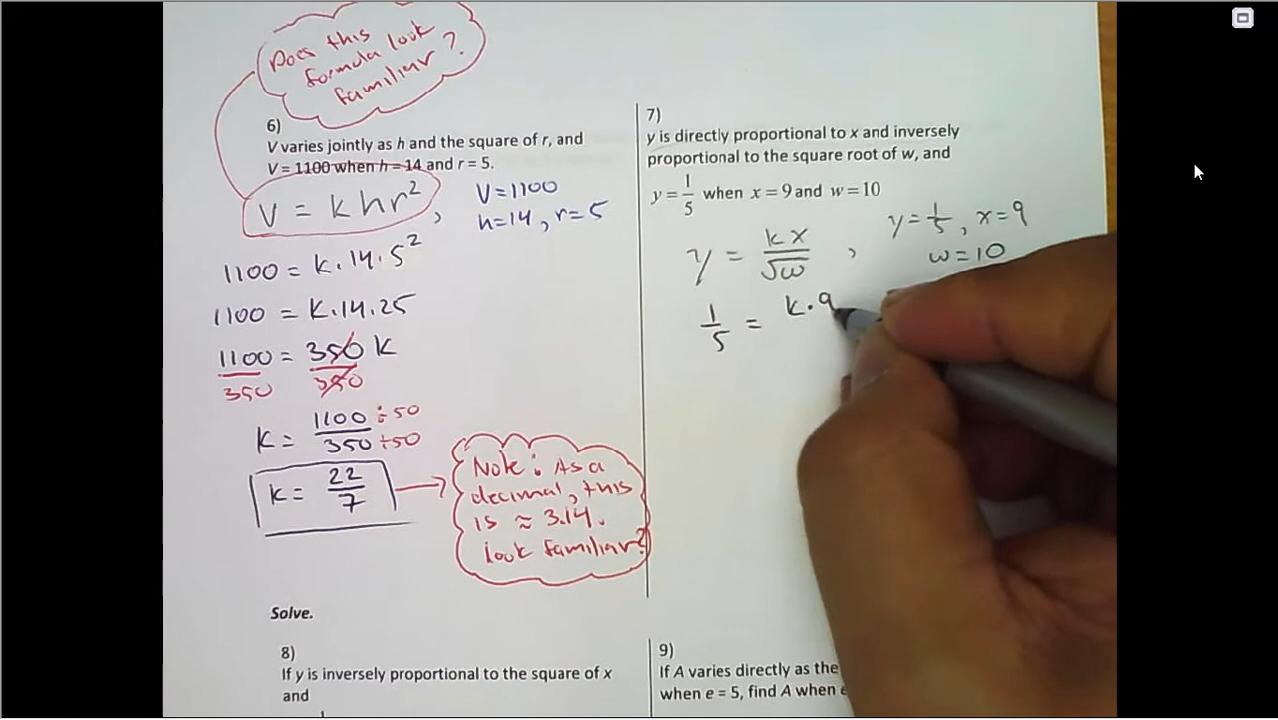 Does this
formula look
familiar?
6)
V varies jointly as h and the square of r, and
V = 1100 when h = 14 and r = 5.
V = k h r²,
V=1100
h=14, r=5
1100 = k.14.5²
1100 = k.14.25
1100 = 350 k
350 350
k = 1100 ÷50
350 ÷50
k = 22
7
Note: As a
decimal, this
is ≈ 3.14.
look familiar?
7)
y is directly proportional to x and inversely
proportional to the square root of w, and
y = 1/5 when x = 9 and w = 10
y = kx/√w , y = 1/5, x=9
w=10
1/5 = k.9
Solve.
8)
If y is inversely proportional to the square of x
and
9)
If A varies directly as the
when e = 5, find A when